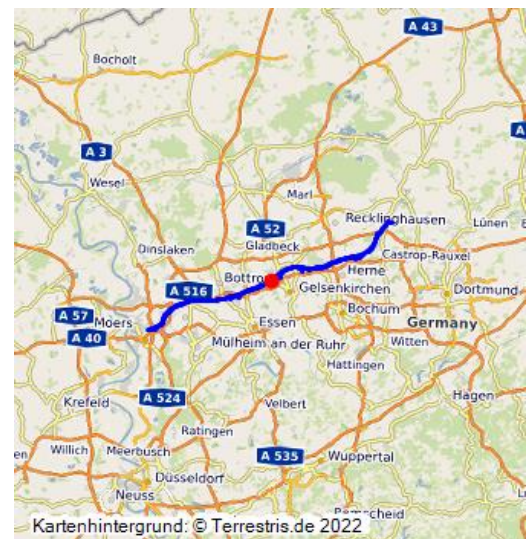 A 43
Bocholt
A 3
A
Wesel
Marl
Recklinghausen
Lünen
A 52
Dinslaken
Gladbeck
Castrop-Rauxel
Bottro
Herne
A 516
Gelsenkirchen
Dortmund
A 57
Moers
Essen
Bochum
Germany
A 40
Mülheim an der Ruhr
Witten
Hattingen
A 524
Krefeld
Velbert
Hagen
Ratingen
Willich
Meerbusch
A 535
Wuppertal
Düsseldorf
Neuss
Remscheid
Kartenhintergrund: © Terrestris.de 2022